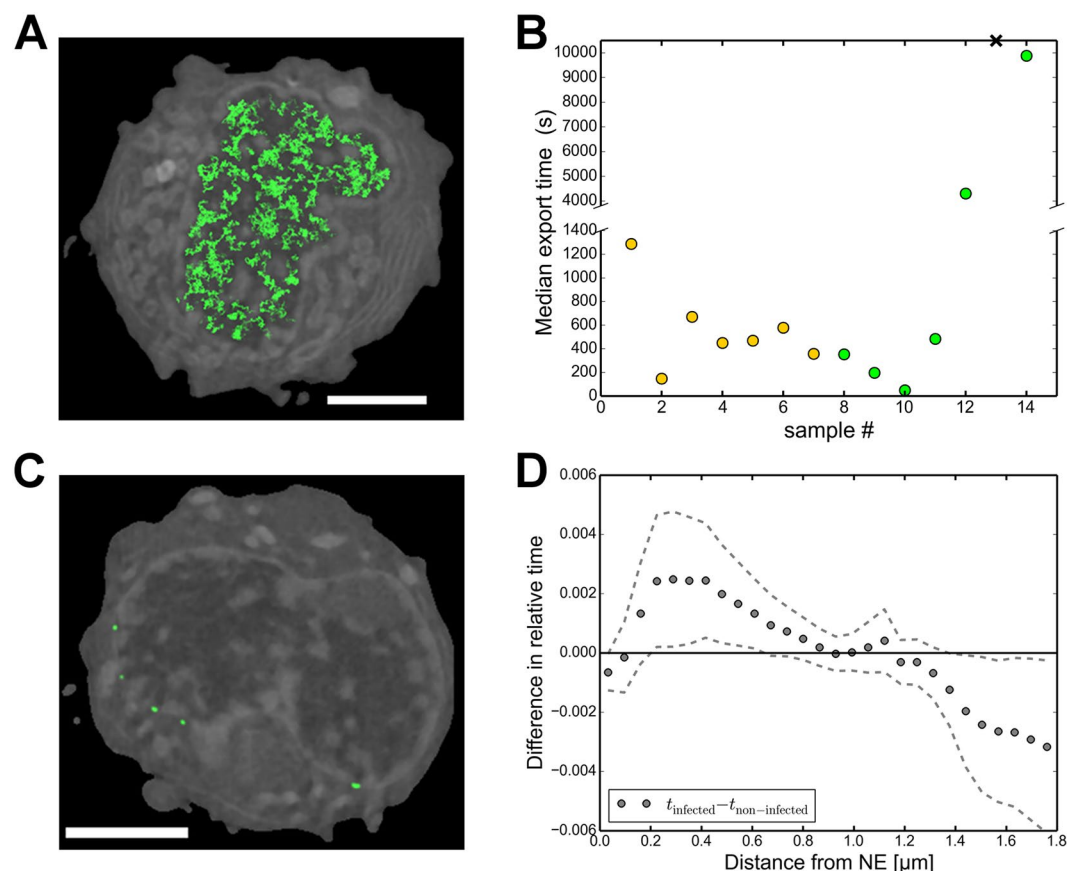 A
B
10000
9000
8000
7000
6000
5000
4000
1400
1200
1000
800
600
400
200
0
Median export time (s)
0 2 4 6 8 10 12 14
sample #
C
D
0.006
0.004
0.002
0.000
−0.002
−0.004
−0.006
Difference in relative time
t infected − t non−infected
0.0 0.2 0.4 0.6 0.8 1.0 1.2 1.4 1.6 1.8
Distance from NE [μm]